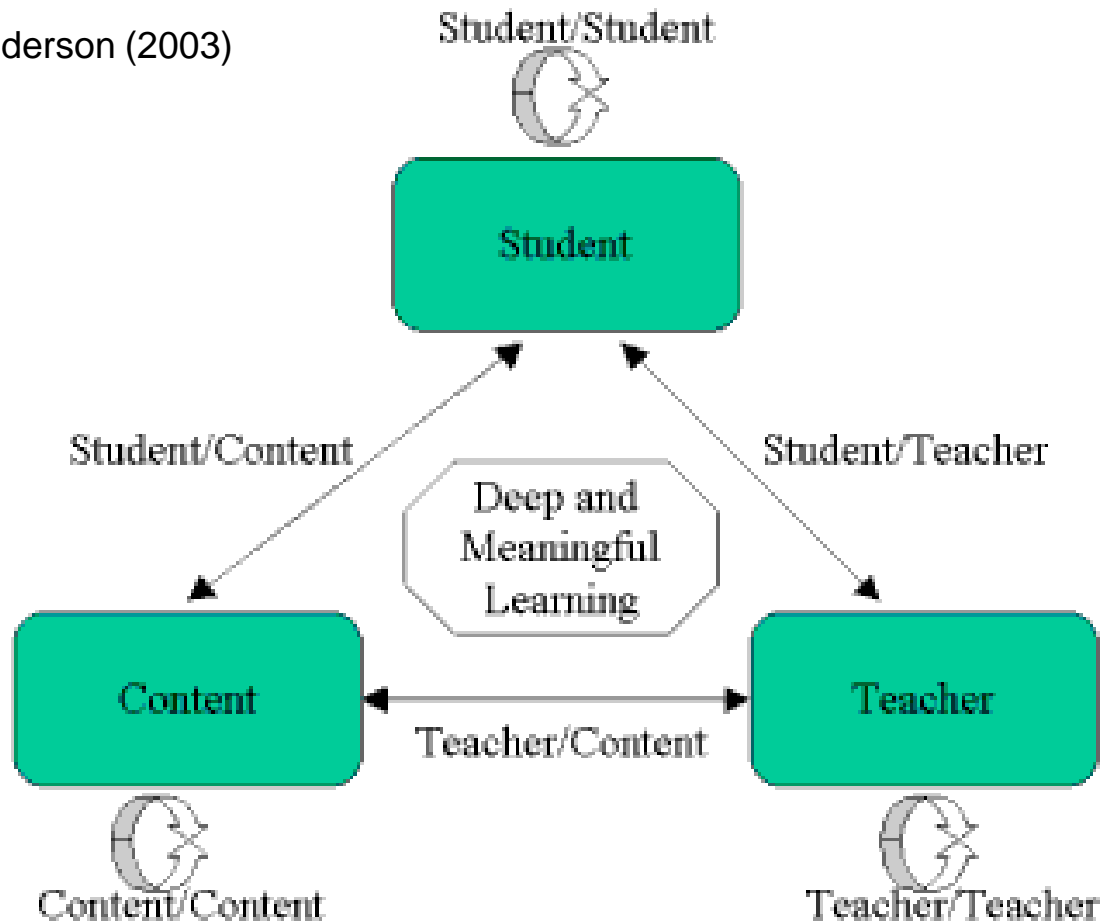 derson (2003)
Student/Student
Student
Student/Content
Student/Teacher
Deep and
Meaningful
Learning
Content
Teacher
Teacher/Content
Content/Content
Teacher/Teacher